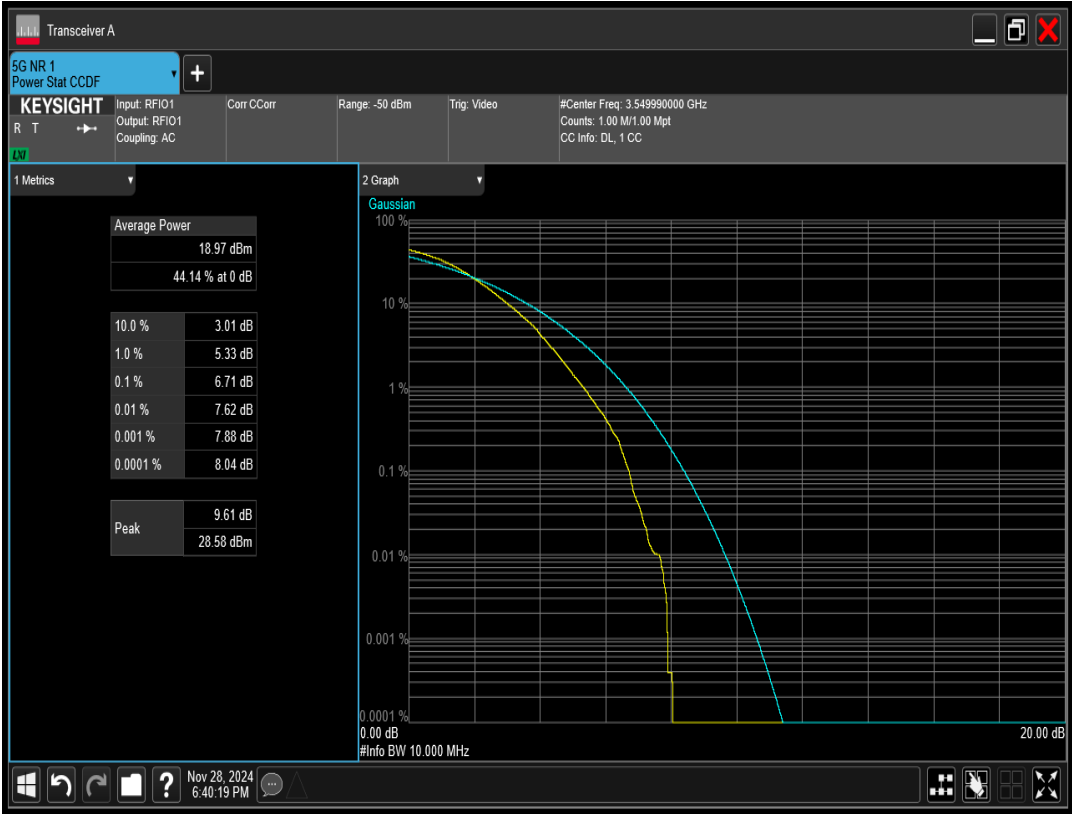 Transceiver A
5G NR 1
Power Stat CCDF
KEYSIGHT
R T
LXI
Input: RFIO1
Output: RFIO1
Coupling: AC
Corr CCorr
Range: -50 dBm
Trig: Video
#Center Freq: 3.549990000 GHz
Counts: 1.00 M/1.00 Mpt
CC Info: DL, 1 CC
1 Metrics
Average Power
18.97 dBm
44.14 % at 0 dB
10.0 % 3.01 dB
1.0 % 5.33 dB
0.1 % 6.71 dB
0.01 % 7.62 dB
0.001 % 7.88 dB
0.0001 % 8.04 dB
Peak
9.61 dB
28.58 dBm
2 Graph
Gaussian
100 %
10 %
1 %
0.1 %
0.01 %
0.001 %
0.0001 %
0.00 dB 20.00 dB
#Info BW 10.000 MHz
?
Nov 28, 2024
6:40:19 PM